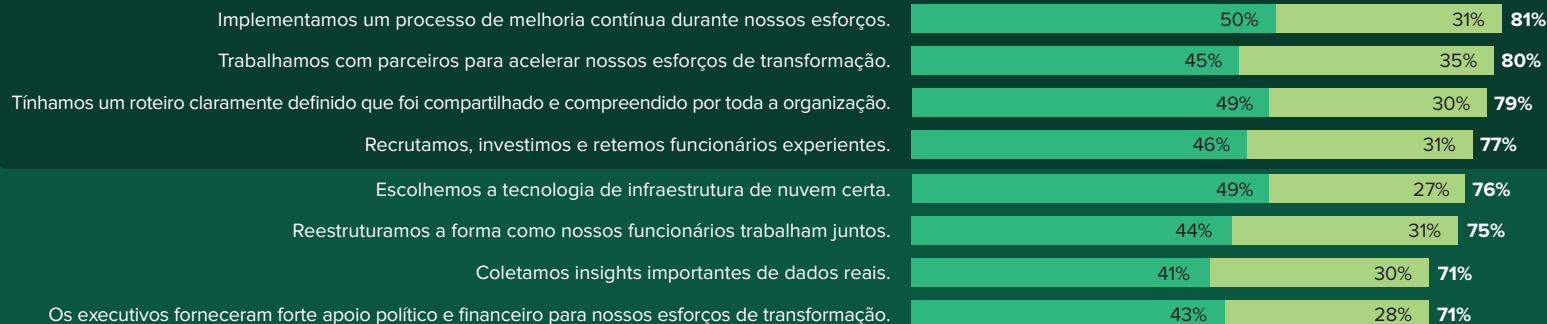 Implementamos um processo de melhoria contínua durante nossos esforços. 50% 31% 81%
Trabalhamos com parceiros para acelerar nossos esforços de transformação. 45% 35% 80%
Tínhamos um roteiro claramente definido que foi compartilhado e compreendido por toda a organização. 49% 30% 79%
Recrutamos, investimos e retemos funcionários experientes. 46% 31% 77%
Escolhemos a tecnologia de infraestrutura de nuvem certa. 49% 27% 76%
Reestruturamos a forma como nossos funcionários trabalham juntos. 44% 31% 75%
Coletamos insights importantes de dados reais. 41% 30% 71%
Os executivos forneceram forte apoio político e financeiro para nossos esforços de transformação. 43% 28% 71%